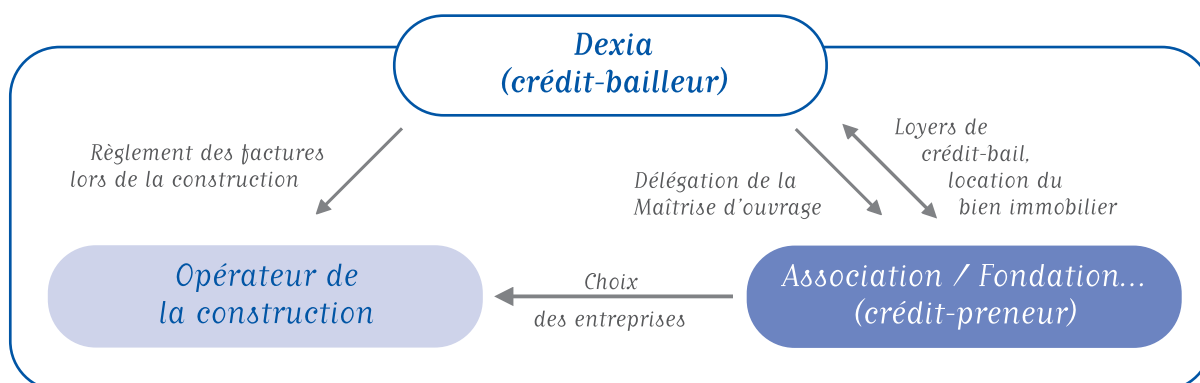 Dexia
(crédit-bailleur)
Règlement des factures
lors de la construction
Délégation de la
Maîtrise d'ouvrage
Loyers de
crédit-bail,
location du
bien immobilier
Opérateur de
la construction
Choix
des entreprises
Association / Fondation...
(crédit-preneur)